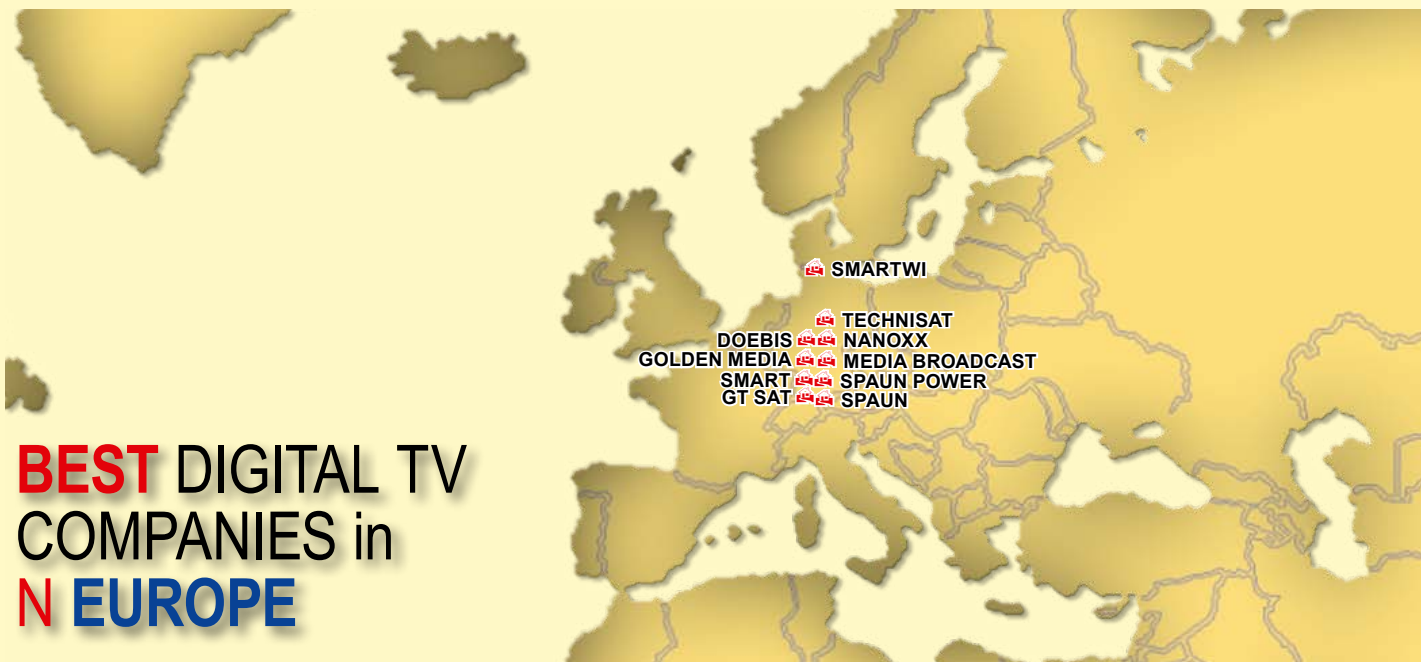 SMARTWI
TECHNISAT
DOEBIS NANOXX
GOLDEN MEDIA MEDIA BROADCAST
SMART SPAUN POWER
GT SAT SPAUN
BEST DIGITAL TV
COMPANIES in
N EUROPE